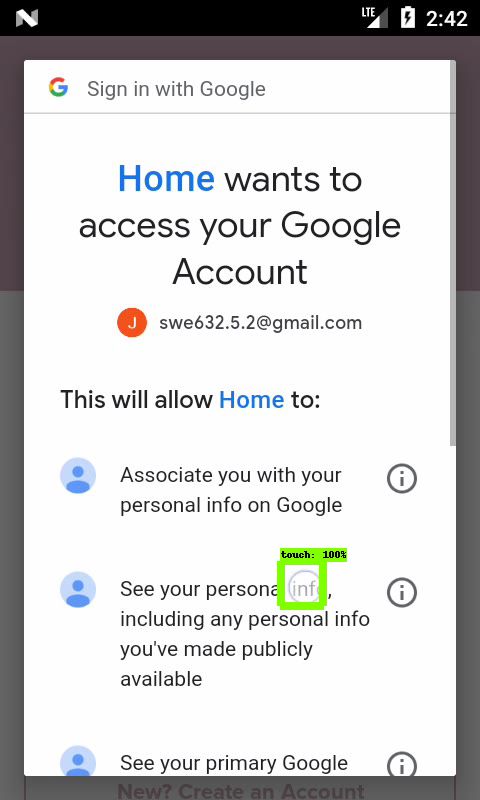 LTE 2:42
Sign in with Google
Home wants to
access your Google
Account
J swe632.5.2@gmail.com
This will allow Home to:
Associate you with your
personal info on Google
touch: 100%
See your personal info,
including any personal info
you've made publicly
available
See your primary Google
New? Create an Account